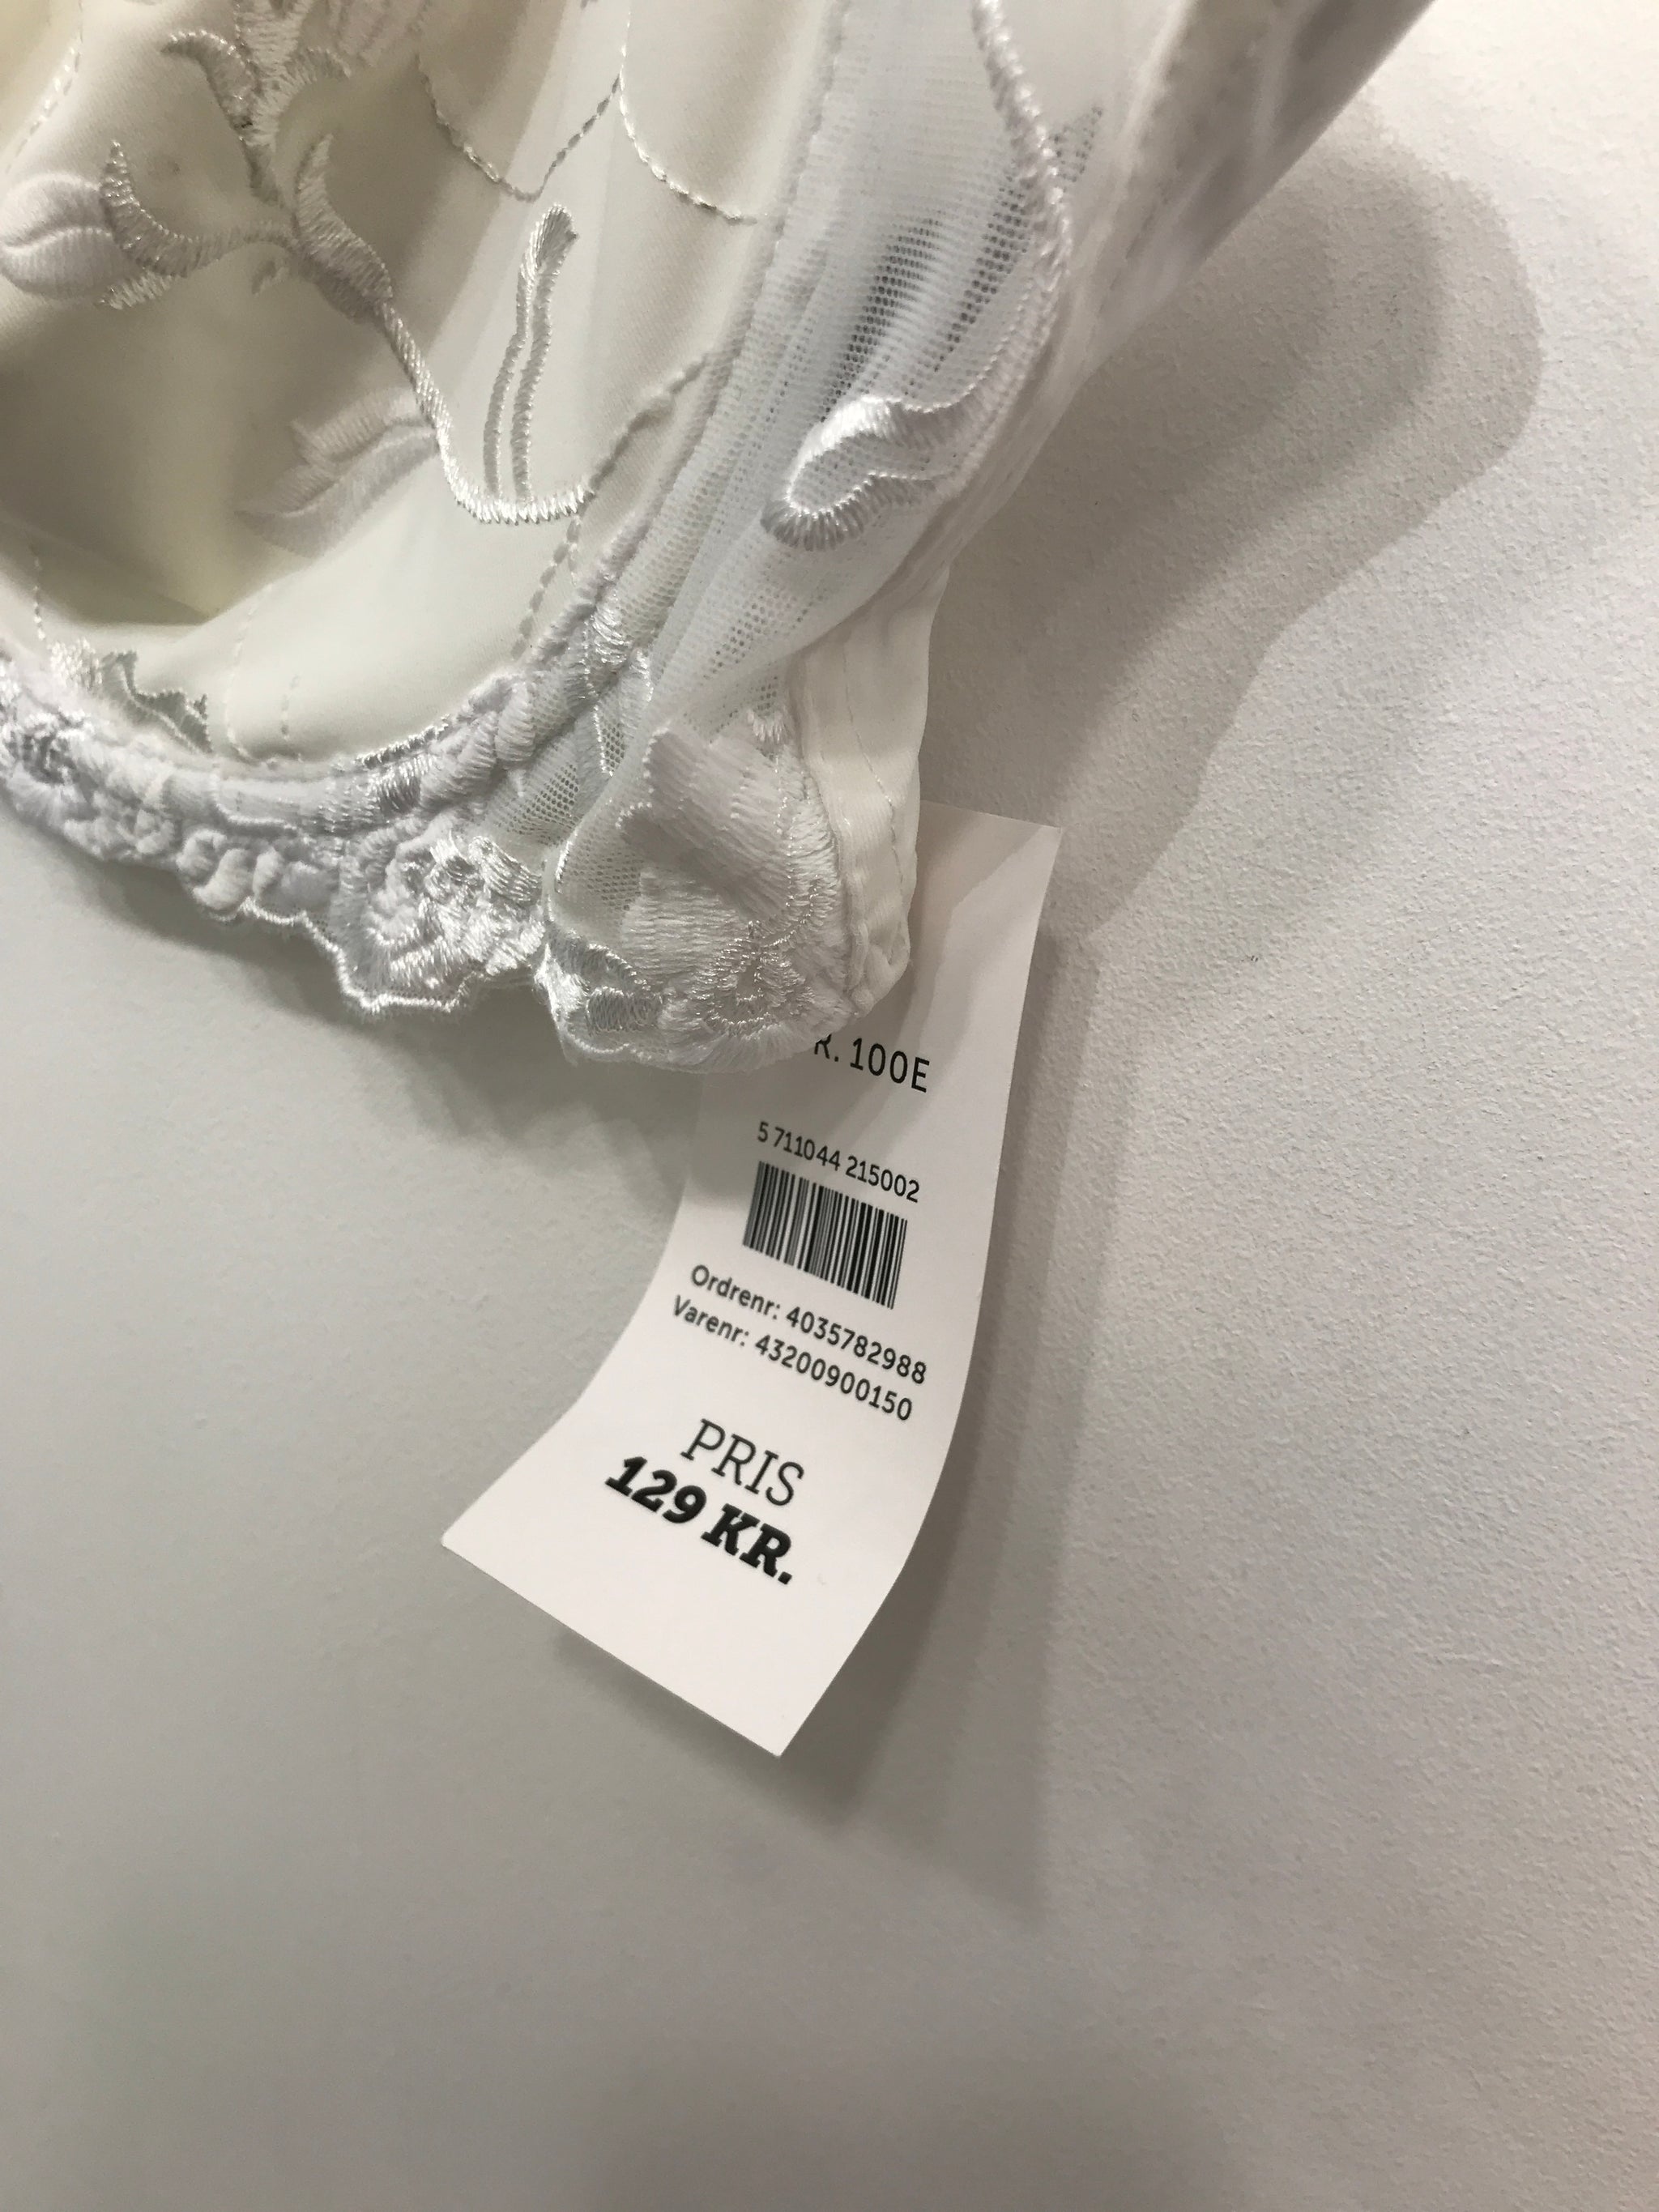 R. 100E
5 711044 215002
Ordrenr: 4035782988
Varenr: 43200900150
PRIS
129 KR.